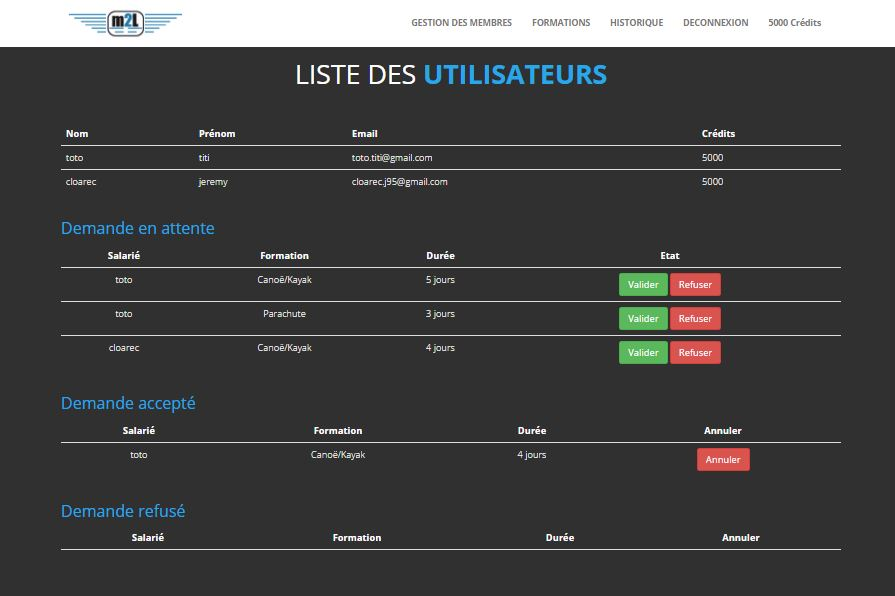 m2L
GESTION DES MEMBRES FORMATIONS HISTORIQUE DECONNEXION 5000 Crédits
LISTE DES UTILISATEURS
Nom Prénom Email Crédits
toto titi toto.titi@gmail.com 5000
cloarec jeremy cloarec.j95@gmail.com 5000
Demande en attente
Salarié Formation Durée Etat
toto Canoë/Kayak 5 jours Valider Refuser
toto Parachute 3 jours Valider Refuser
cloarec Canoë/Kayak 4 jours Valider Refuser
Demande accepté
Salarié Formation Durée Annuler
toto Canoë/Kayak 4 jours Annuler
Demande refusé
Salarié Formation Durée Annuler